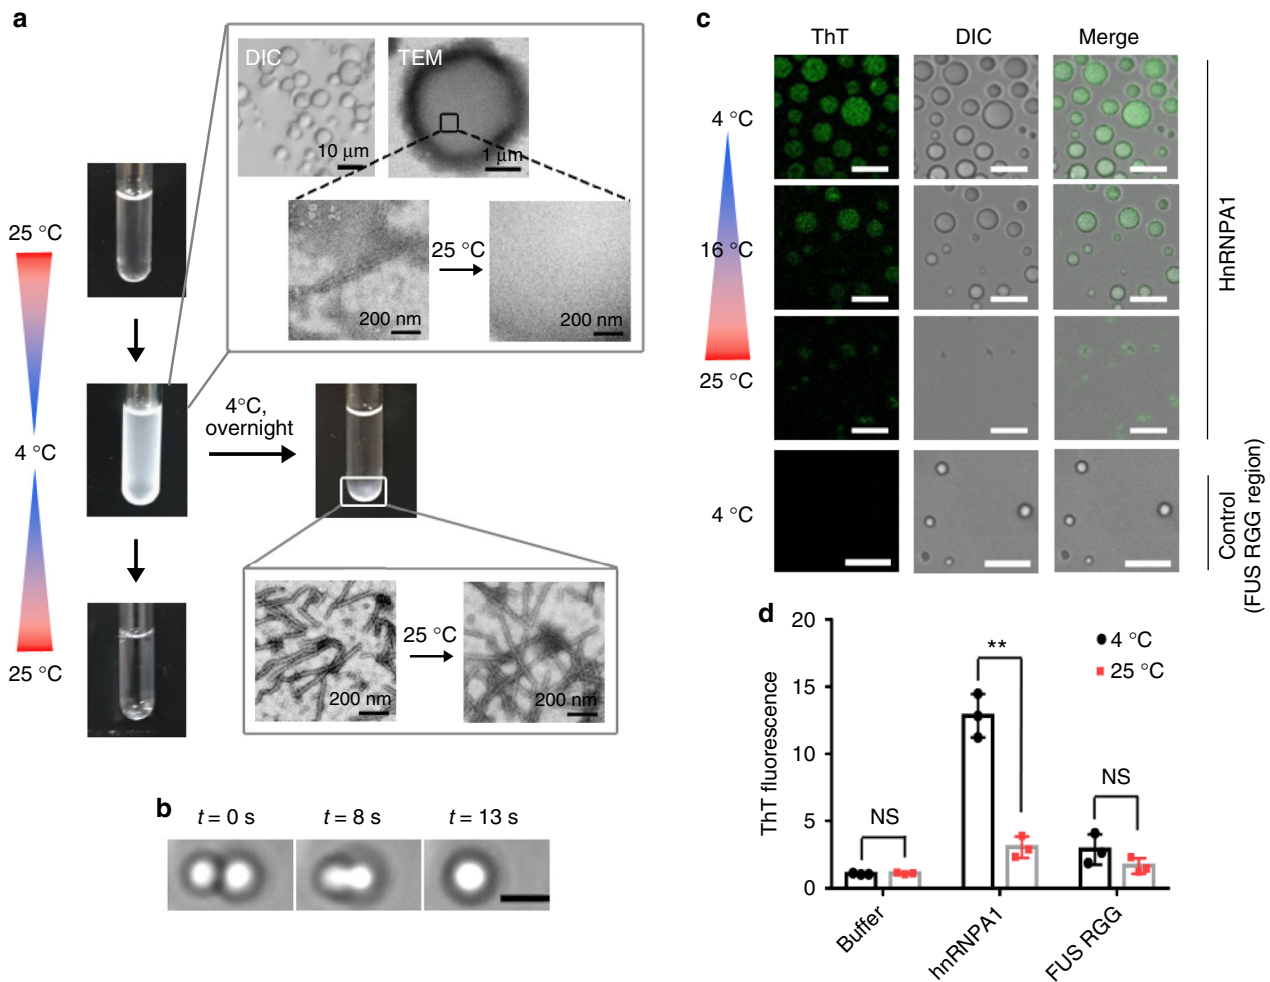 a
DIC
TEM
10 µm
1 µm
25 °C
200 nm
200 nm
25 °C
4 °C
25 °C
4°C,
overnight
25 °C
200 nm
200 nm
b
t = 0 s
t = 8 s
t = 13 s
c
ThT
DIC
Merge
4 °C
16 °C
25 °C
4 °C
HnRNPA1
Control
(FUS RGG region)
d
ThT fluorescence
20
15
10
5
0
4 °C
25 °C
NS
**
NS
Buffer
hnRNPA1
FUS RGG